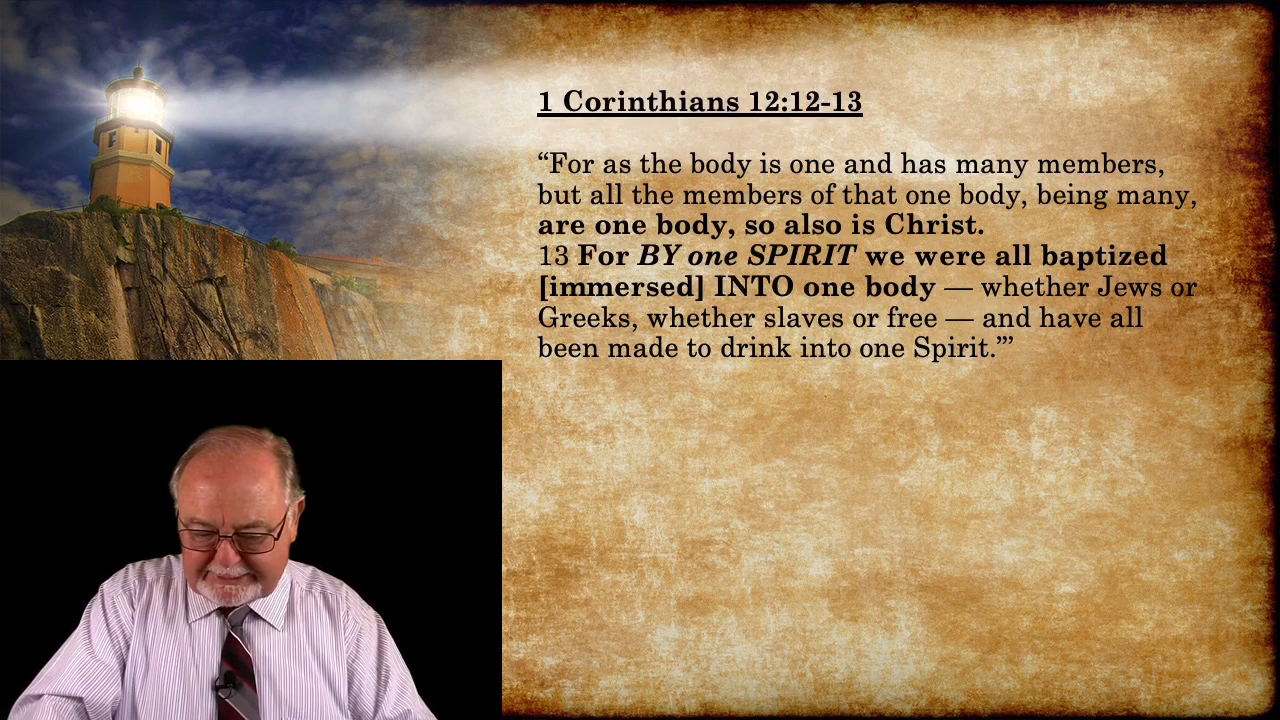 1 Corinthians 12:12-13
“For as the body is one and has many members,
but all the members of that one body, being many,
are one body, so also is Christ.
13 For BY one SPIRIT we were all baptized
[immersed] INTO one body — whether Jews or
Greeks, whether slaves or free — and have all
been made to drink into one Spirit.”’